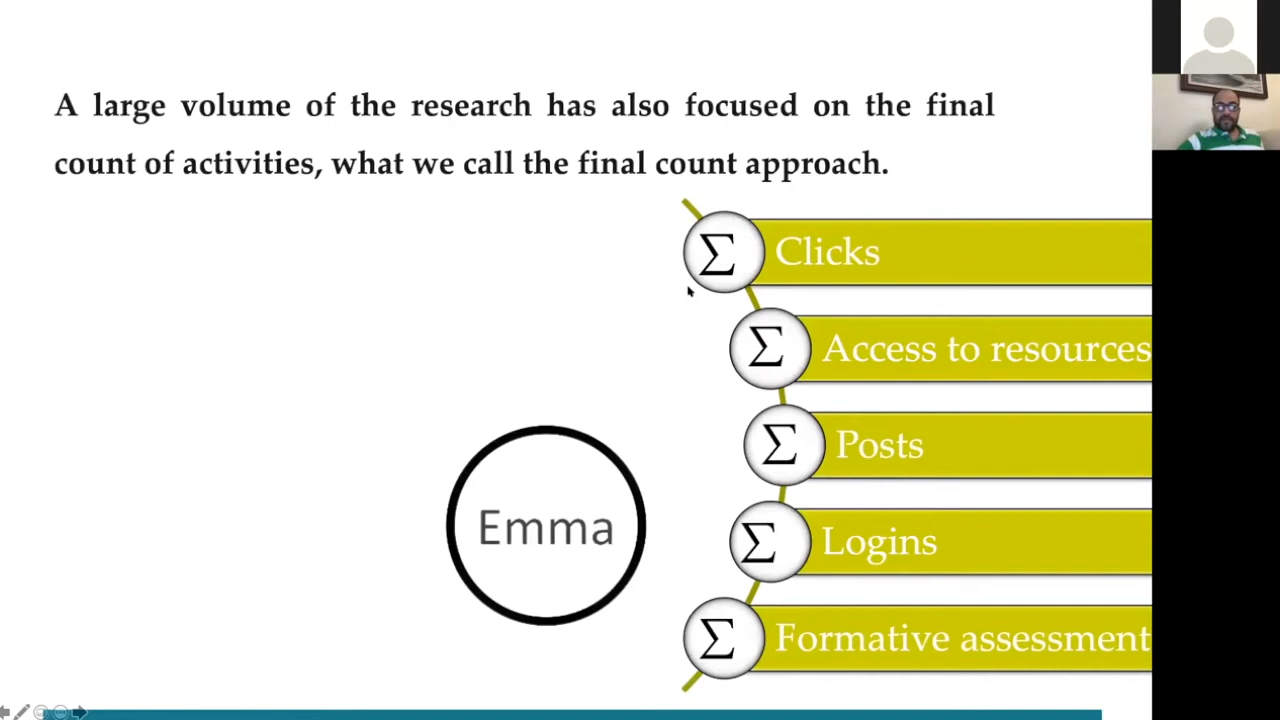 A large volume of the research has also focused on the final
count of activities, what we call the final count approach.
Σ Clicks
Σ Access to resources
Σ Posts
Emma
Σ Logins
Σ Formative assessment